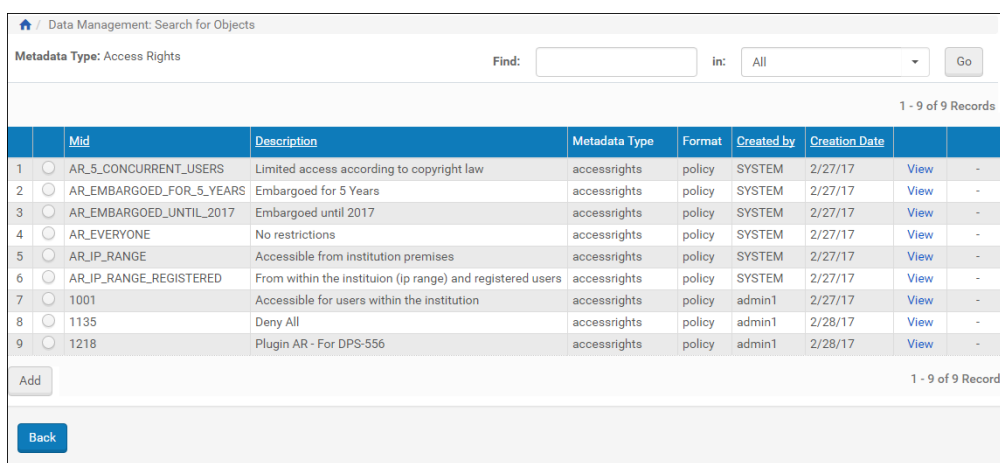 / Data Management: Search for Objects
Metadata Type: Access Rights Find: in: All Go
1 - 9 of 9 Records
Mid Description Metadata Type Format Created by Creation Date
1 AR_5_CONCURRENT_USERS Limited access according to copyright law accessrights policy SYSTEM 2/27/17 View -
2 AR_EMBARGOED_FOR_5_YEARS Embargoed for 5 Years accessrights policy SYSTEM 2/27/17 View -
3 AR_EMBARGOED_UNTIL_2017 Embargoed until 2017 accessrights policy SYSTEM 2/27/17 View -
4 AR_EVERYONE No restrictions accessrights policy SYSTEM 2/27/17 View -
5 AR_IP_RANGE Accessible from institution premises accessrights policy SYSTEM 2/27/17 View -
6 AR_IP_RANGE_REGISTERED From within the instituion (ip range) and registered users accessrights policy SYSTEM 2/27/17 View -
7 1001 Accessible for users within the institution accessrights policy admin1 2/27/17 View -
8 1135 Deny All accessrights policy admin1 2/28/17 View -
9 1218 Plugin AR - For DPS-556 accessrights policy admin1 2/28/17 View -
Add 1 - 9 of 9 Record
Back